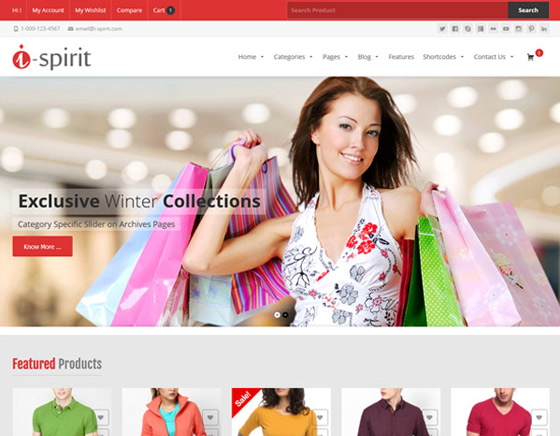 Hi! My Account My Wishlist Compare Cart 1 Search Product Search
1-000-123-4567 email@i-spirit.com
i-spirit
Home Categories Pages Blog Features Shortcodes Contact Us 1
Exclusive Winter Collections
Category Specific Slider on Archives Pages
Know More ...
Featured Products
Sale!